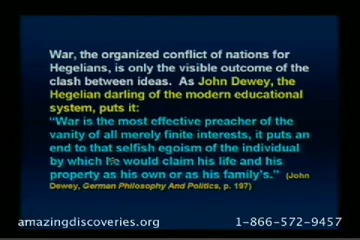 War, the organized conflict of nations for
Hegelians, is only the visible outcome of the
clash between ideas. As John Dewey, the
Hegelian darling of the modern educational
system, puts it:
“War is the most effective preacher of the
vanity of all merely finite interests, it puts an
end to that selfish egoism of the individual
by which he would claim his life and his
property as his own or as his family's.” (John
Dewey, German Philosophy And Politics, p. 197)
amazingdiscoveries.org 1-866-572-9457